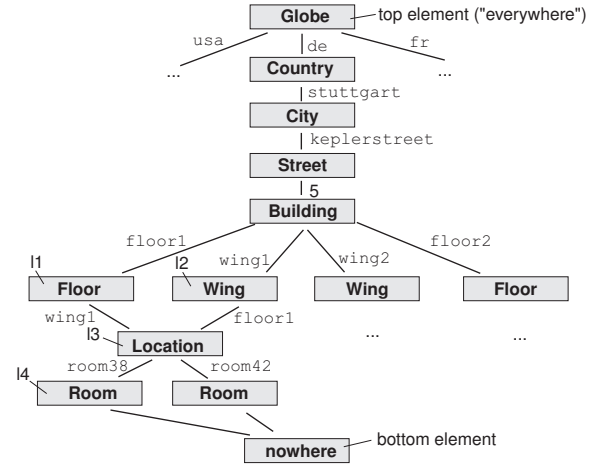 Globe
top element ("everywhere")
usa
de
fr
...
Country
...
stuttgart
City
keplerstreet
Street
5
Building
floor1
wing1
wing2
floor2
l1
l2
Floor
Wing
Wing
Floor
wing1
floor1
l3
Location
...
...
room38
room42
l4
Room
Room
nowhere
bottom element